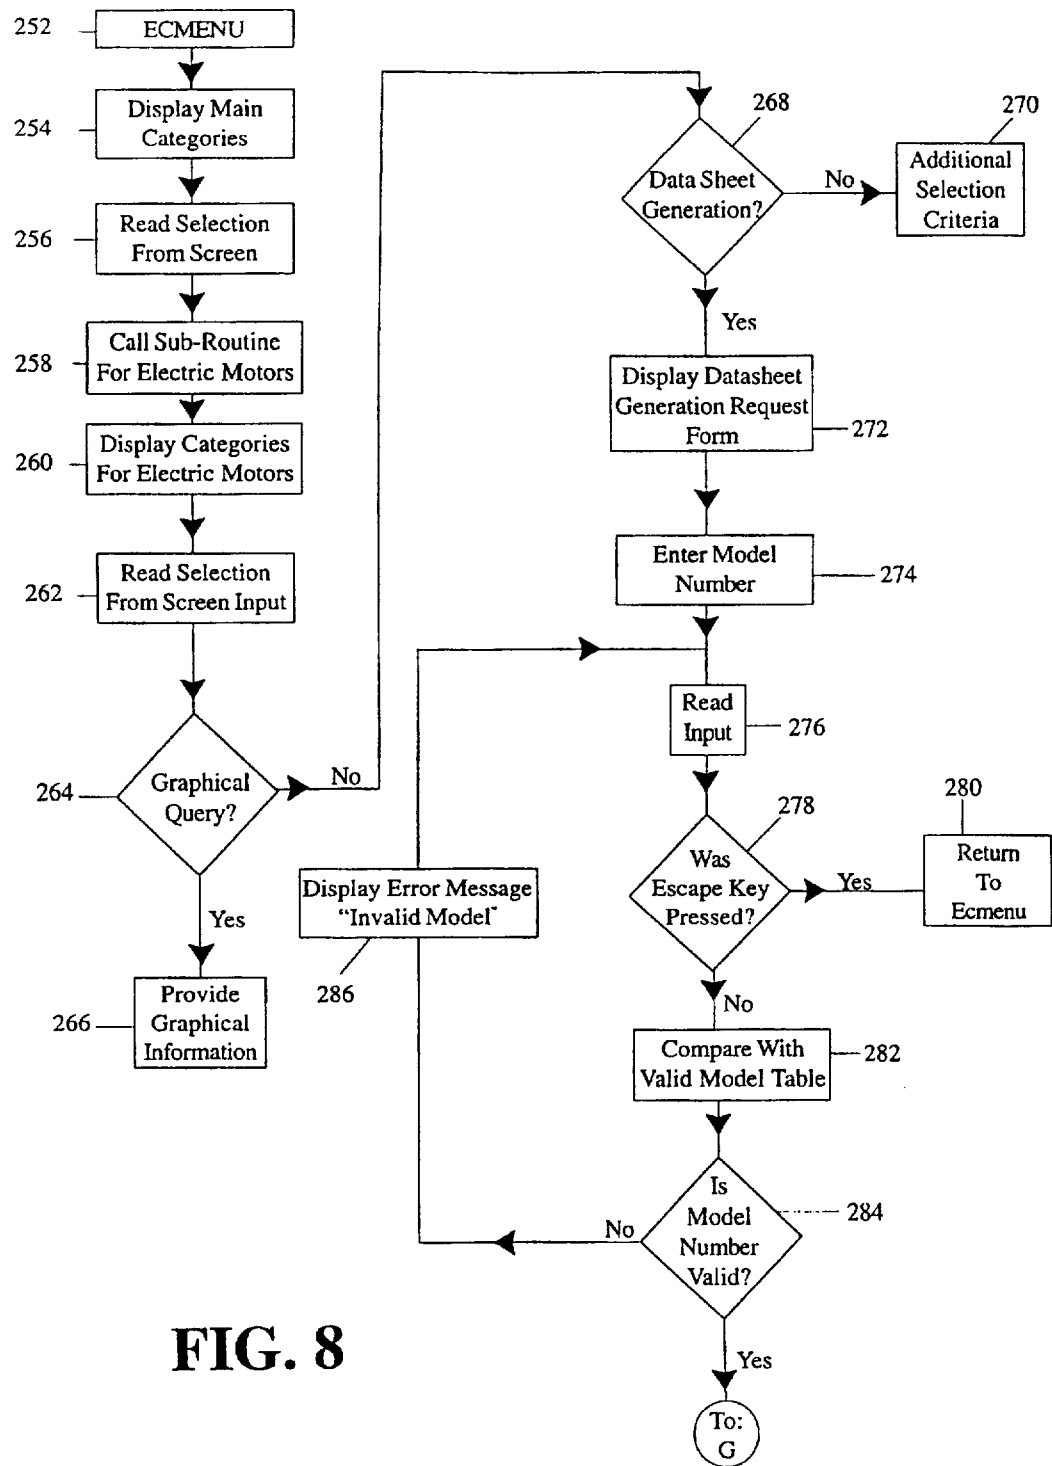 252
ECMENU
254
Display Main
Categories
256
Read Selection
From Screen
258
Call Sub-Routine
For Electric Motors
260
Display Categories
For Electric Motors
262
Read Selection
From Screen Input
264
Graphical
Query?
No
Yes
266
Provide
Graphical
Information
268
Data Sheet
Generation?
No
270
Additional
Selection
Criteria
Yes
Display Datasheet
Generation Request
Form
272
Enter Model
Number
274
Read
Input
276
278
Was
Escape Key
Pressed?
Yes
280
Return
To
Ecmenu
No
Compare With
Valid Model Table
282
Is
Model
Number
Valid?
284
No
Display Error Message
"Invalid Model"
286
Yes
To:
G
FIG. 8